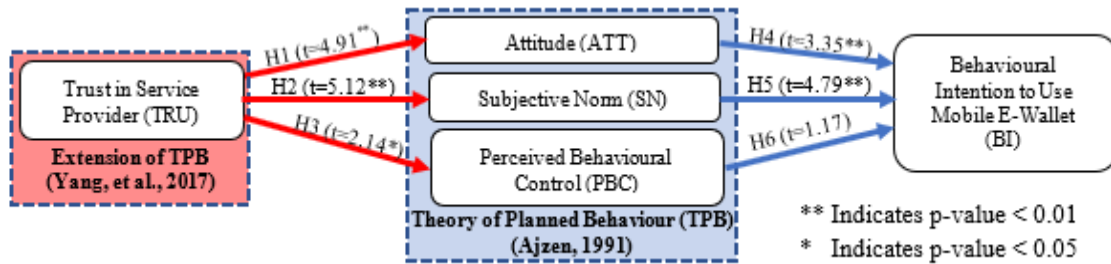 H1 (t=4.91**)
Attitude (ATT)
H4 (t=3.35**)
Trust in Service
Provider (TRU)
H2 (t=5.12**)
Subjective Norm (SN)
H5 (t=4.79**)
Behavioural
Intention to Use
Mobile E-Wallet
(BI)
H3 (t=2.14*)
Perceived Behavioural
Control (PBC)
H6 (t=1.17)
Extension of TPB
(Yang, et al., 2017)
Theory of Planned Behaviour (TPB)
(Ajzen, 1991)
** Indicates p-value < 0.01
* Indicates p-value < 0.05